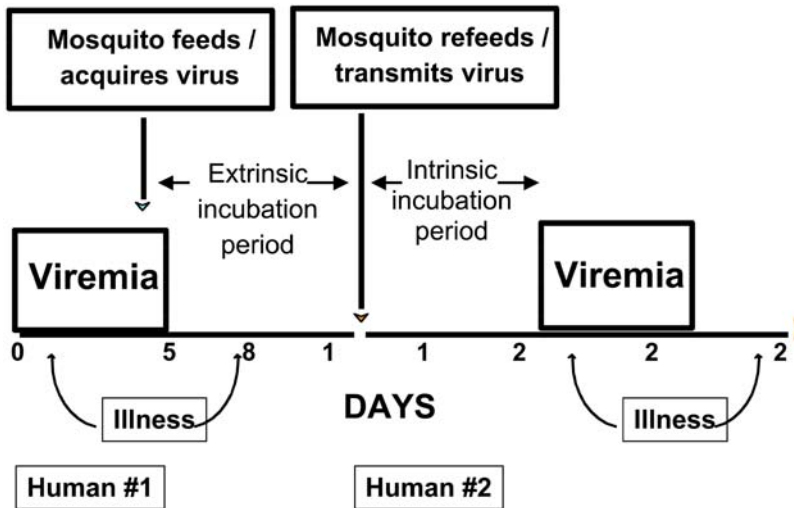 Mosquito feeds /
acquires virus
Mosquito refeeds /
transmits virus
Extrinsic
incubation
period
Intrinsic
incubation
period
Viremia
Viremia
0 5 8 1 1 2 2 2
Illness
DAYS
Illness
Human #1
Human #2